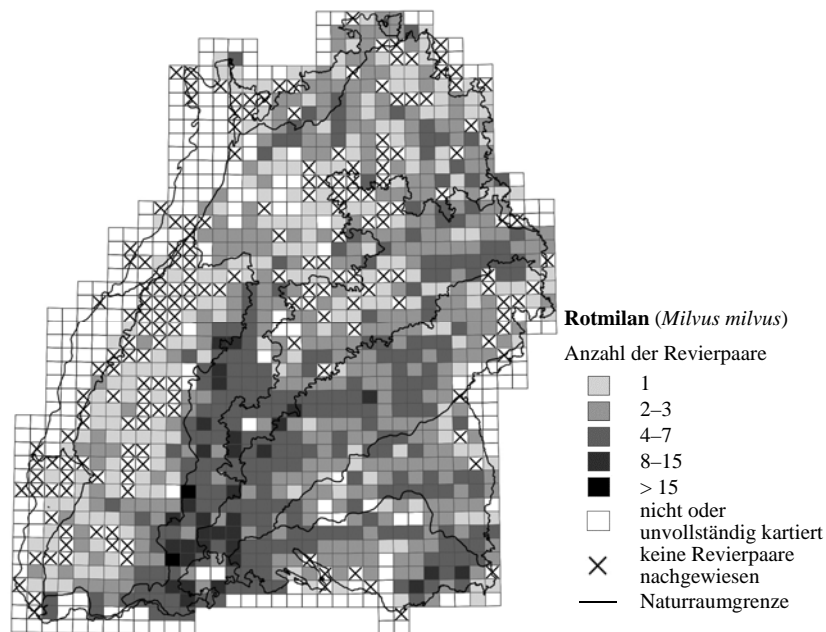 Rotmilan (Milvus milvus)
Anzahl der Revierpaare
1
2–3
4–7
8–15
> 15
nicht oder
unvollständig kartiert
keine Revierpaare
nachgewiesen
Naturraumgrenze